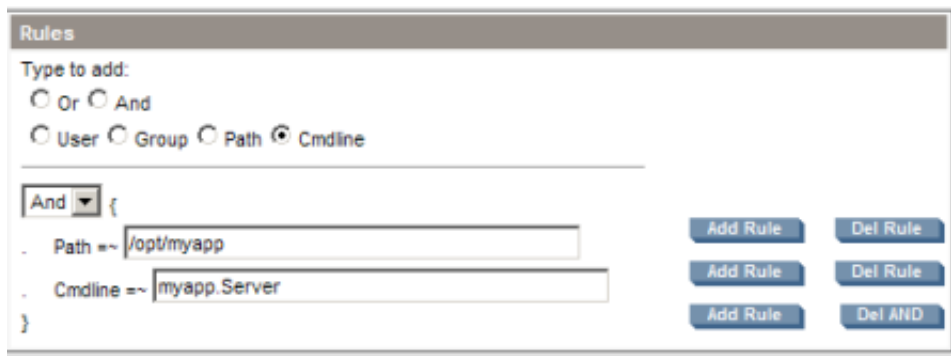 Rules
Type to add:
Or And
User Group Path Cmdline
And {
. Path =~ /opt/myapp Add Rule Del Rule
. Cmdline =~ myapp.Server Add Rule Del Rule
} Add Rule Del AND